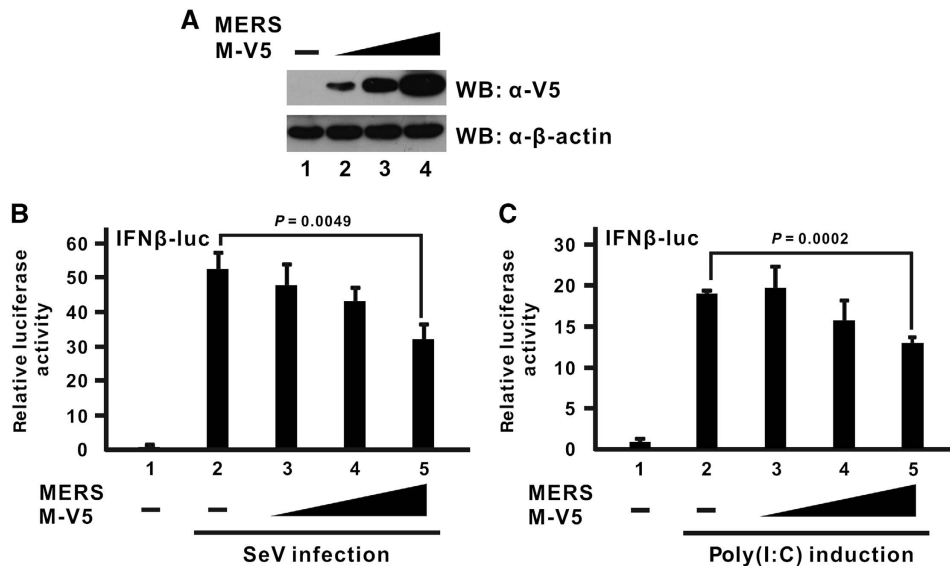 A
MERS
M-V5 –
WB: α-V5
WB: α-β-actin
1 2 3 4
B
IFNβ-luc
P = 0.0049
Relative luciferase
activity
60
50
40
30
20
10
0
1 2 3 4 5
MERS
M-V5 – –
SeV infection
C
IFNβ-luc
P = 0.0002
Relative luciferase
activity
30
20
15
10
5
0
1 2 3 4 5
MERS
M-V5 – –
Poly(I:C) induction